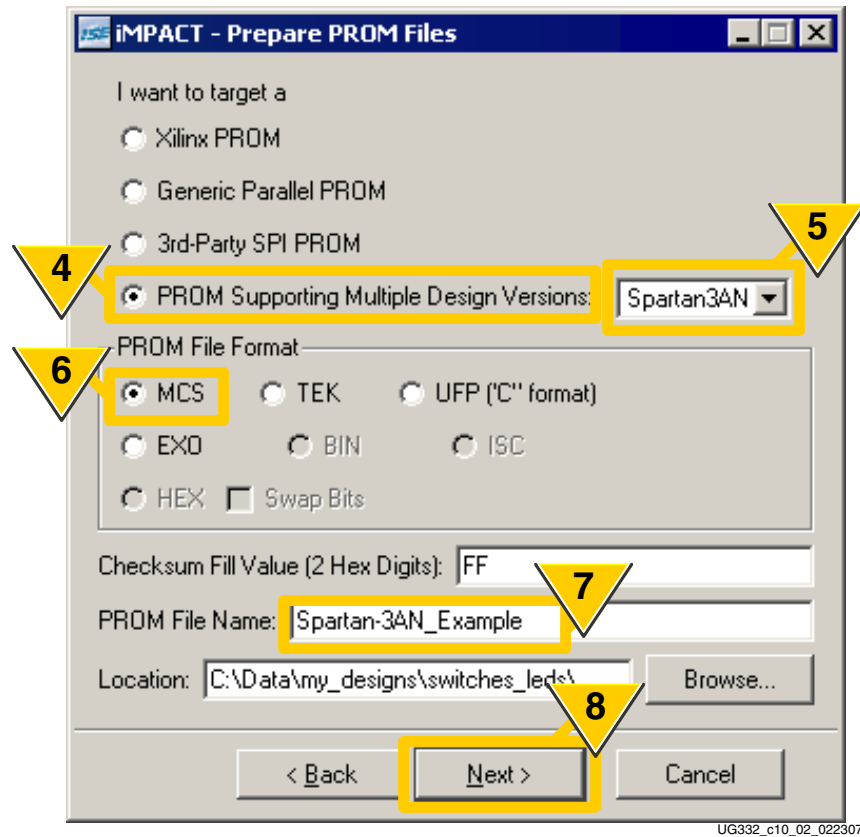 ISE iMPACT - Prepare PROM Files
I want to target a
Xilinx PROM
Generic Parallel PROM
3rd-Party SPI PROM
5
4
PROM Supporting Multiple Design Versions: Spartan3AN
PROM File Format
6
MCS TEK UFP ("C" format)
EXO BIN ISC
HEX Swap Bits
Checksum Fill Value (2 Hex Digits): FF
7
PROM File Name: Spartan-3AN_Example
Location: C:\Data\my_designs\switches_leds\ Browse...
8
< Back Next > Cancel
UG332_c10_02_022307